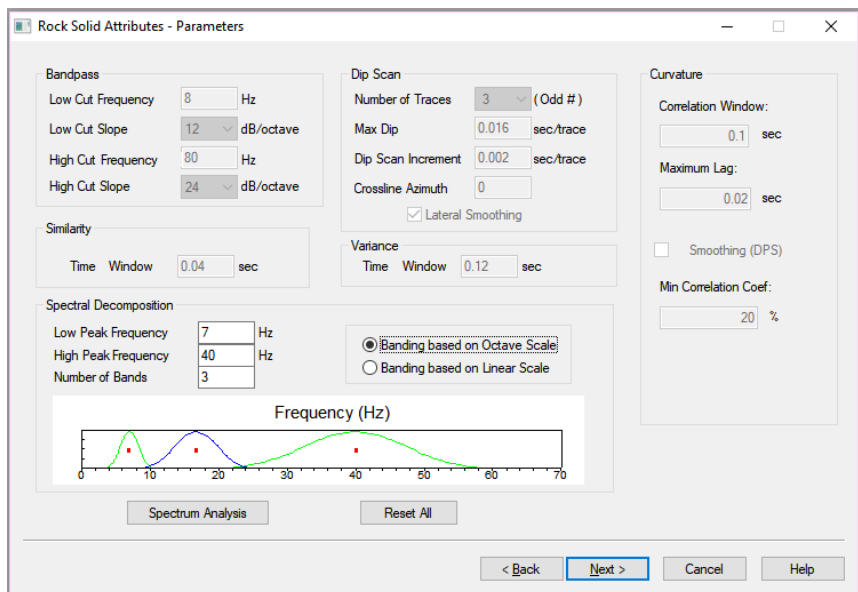 Rock Solid Attributes - Parameters
Bandpass
Low Cut Frequency 8 Hz
Low Cut Slope 12 dB/octave
High Cut Frequency 80 Hz
High Cut Slope 24 dB/octave
Similarity
Time Window 0.04 sec
Dip Scan
Number of Traces 3 (Odd #)
Max Dip 0.016 sec/trace
Dip Scan Increment 0.002 sec/trace
Crossline Azimuth 0
Lateral Smoothing
Variance
Time Window 0.12 sec
Curvature
Correlation Window:
0.1 sec
Maximum Lag:
0.02 sec
Smoothing (DPS)
Min Correlation Coef:
20 %
Spectral Decomposition
Low Peak Frequency 7 Hz
High Peak Frequency 40 Hz
Number of Bands 3
Banding based on Octave Scale
Banding based on Linear Scale
Frequency (Hz)
0 10 20 30 40 50 60 70
Spectrum Analysis Reset All
< Back Next > Cancel Help